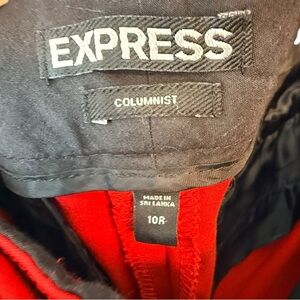 EXPRESS
COLUMNIST
MADE IN
SRI LANKA
10R